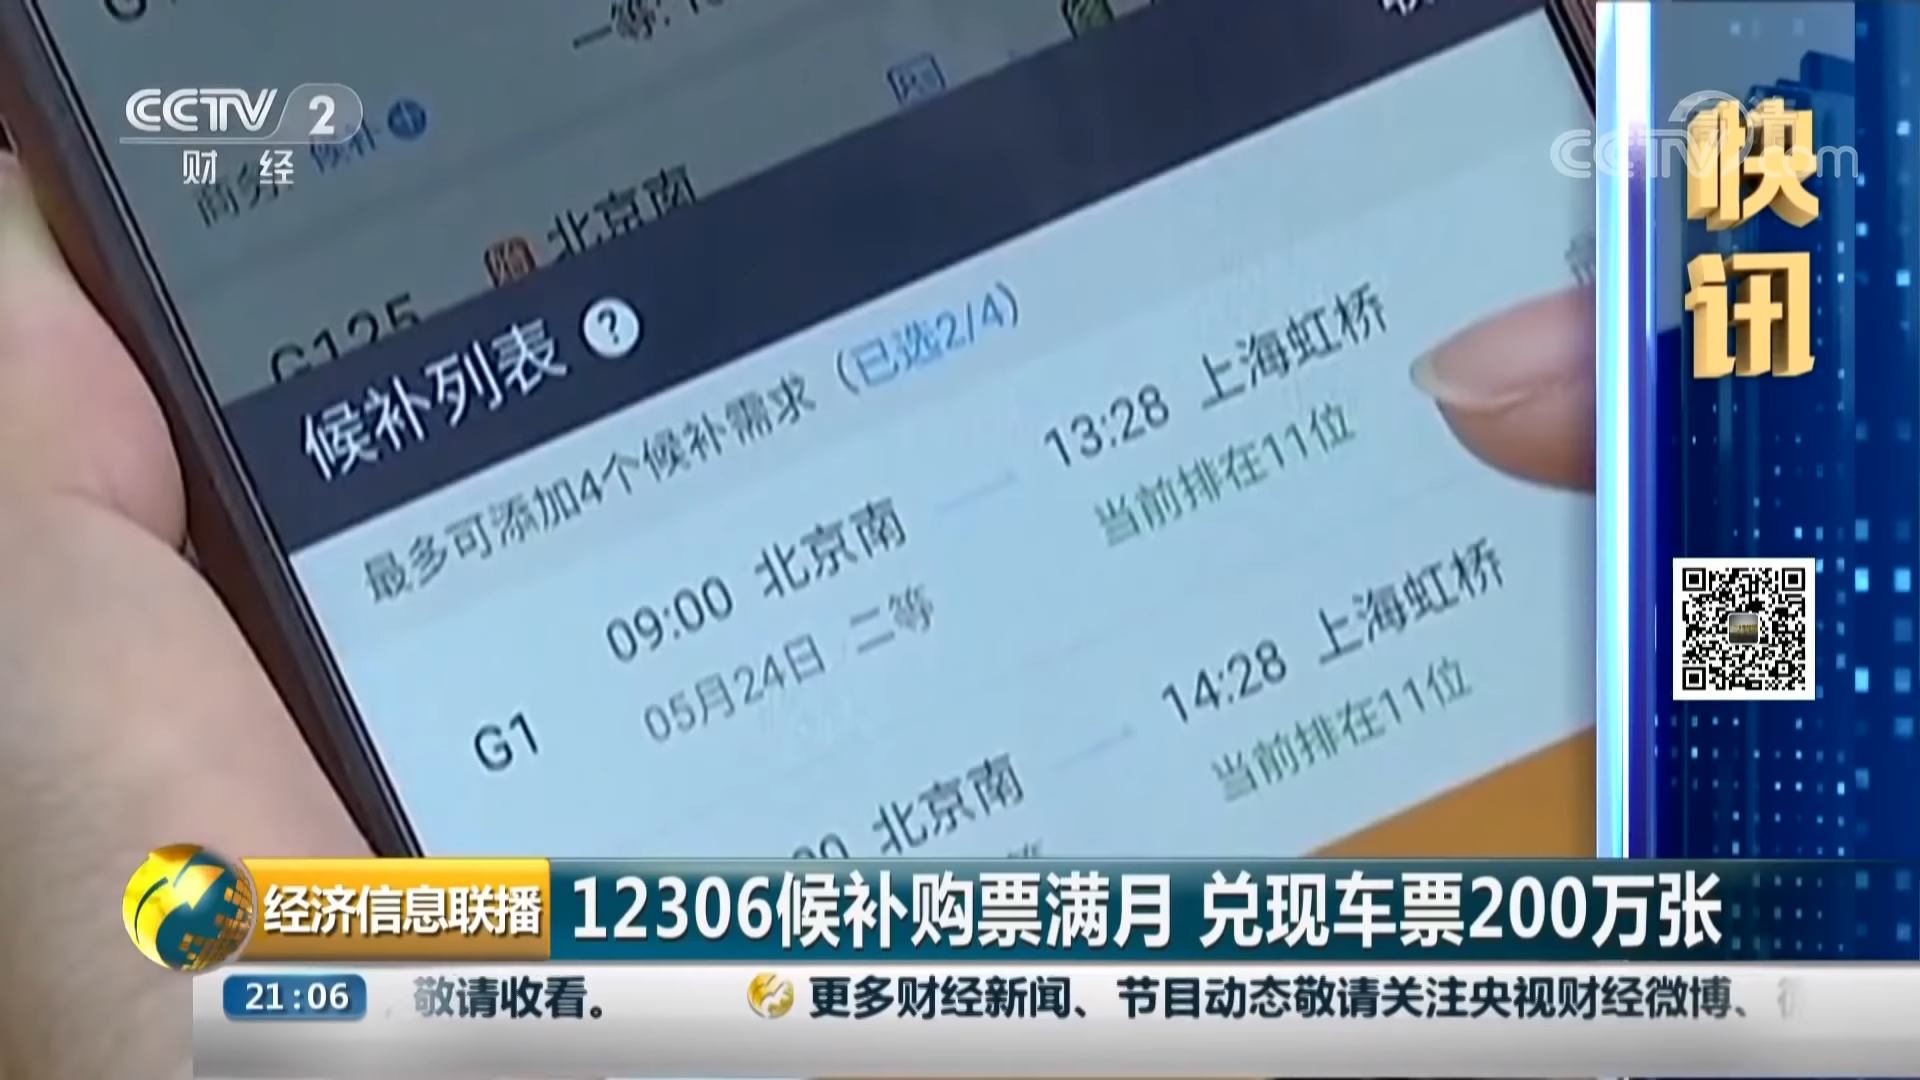 CCTV 2
财经
高清
CCTV.com
快讯
候补
北京南
G125
候补列表 ?
最多可添加4个候补需求（已选2/4）
09:00 北京南 — 13:28 上海虹桥
G1
05月24日 二等
当前排在11位
北京南 — 14:28 上海虹桥
当前排在11位
经济信息联播
12306候补购票满月 兑现车票200万张
21:06
敬请收看。
更多财经新闻、节目动态敬请关注央视财经微博、